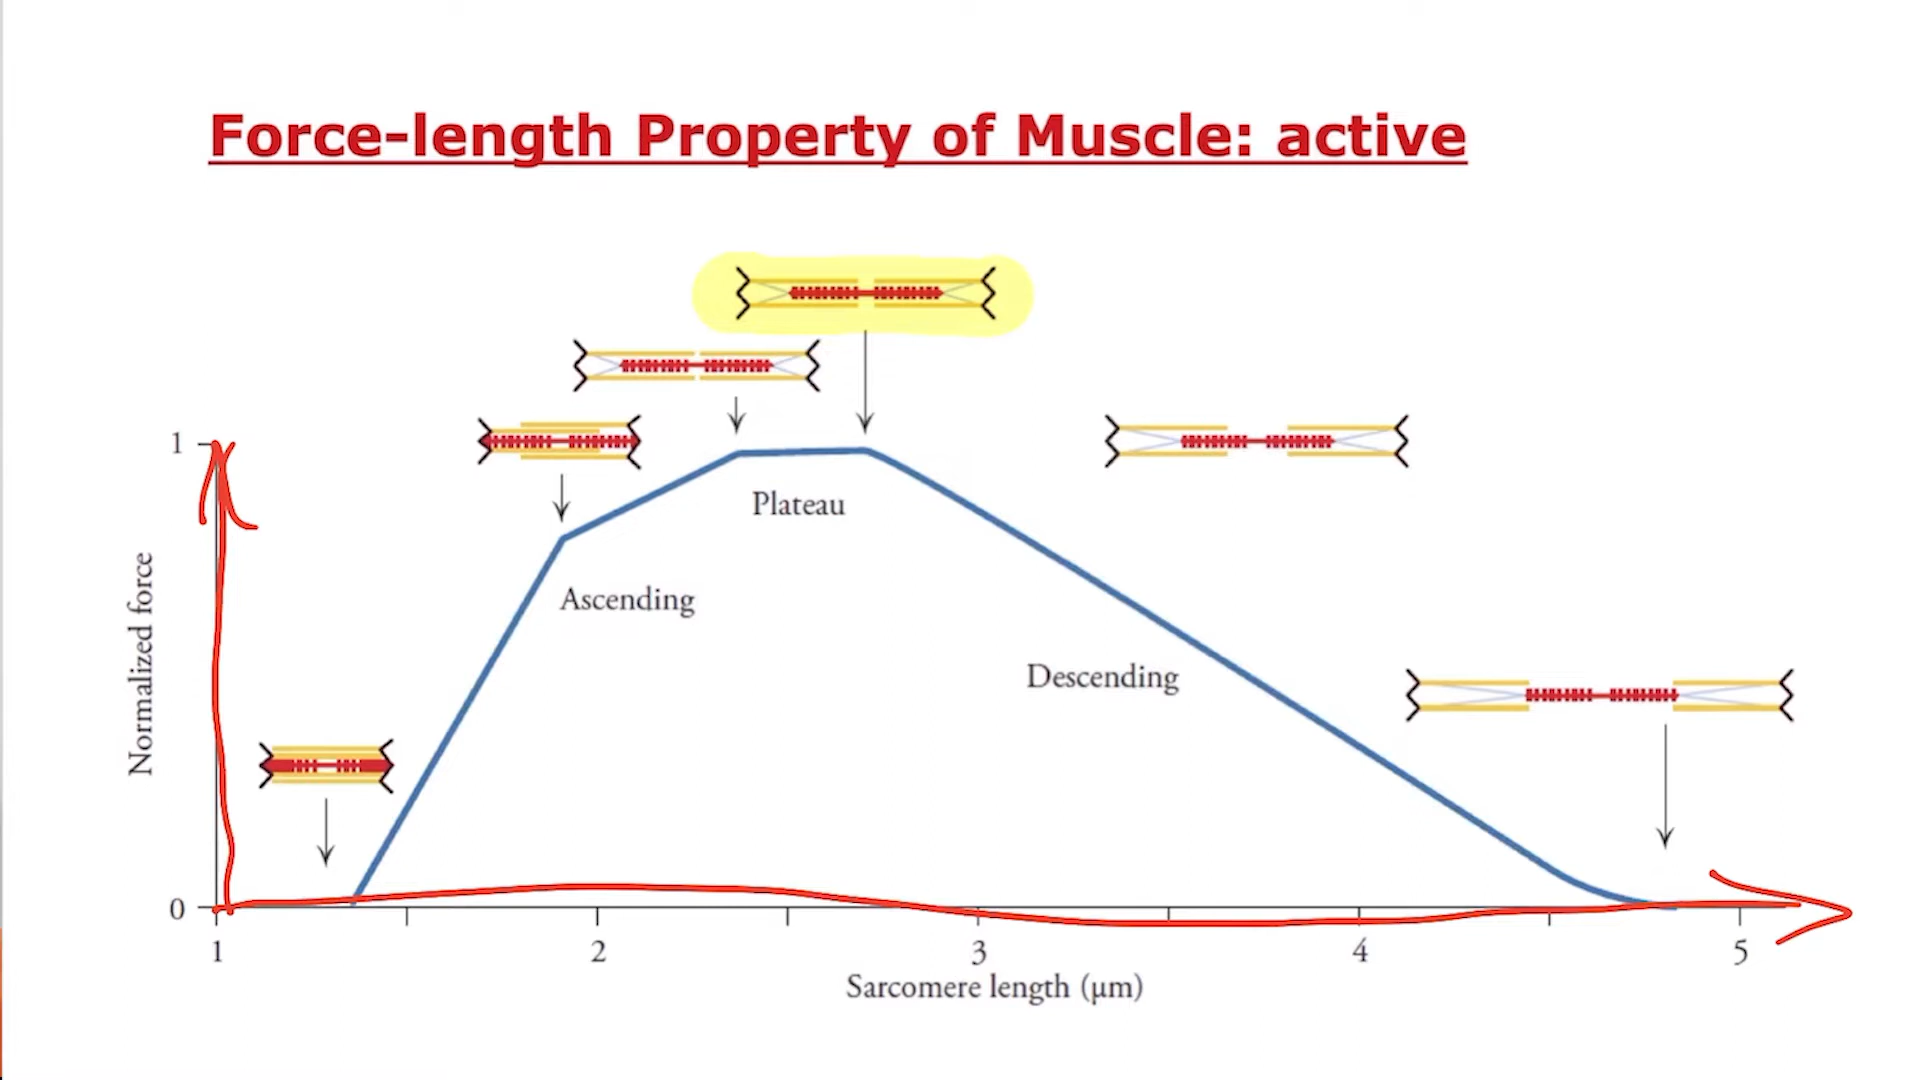 Force-length Property of Muscle: active
1
Plateau
Ascending
Normalized force
Descending
0
1 2 3 4 5
Sarcomere length (µm)